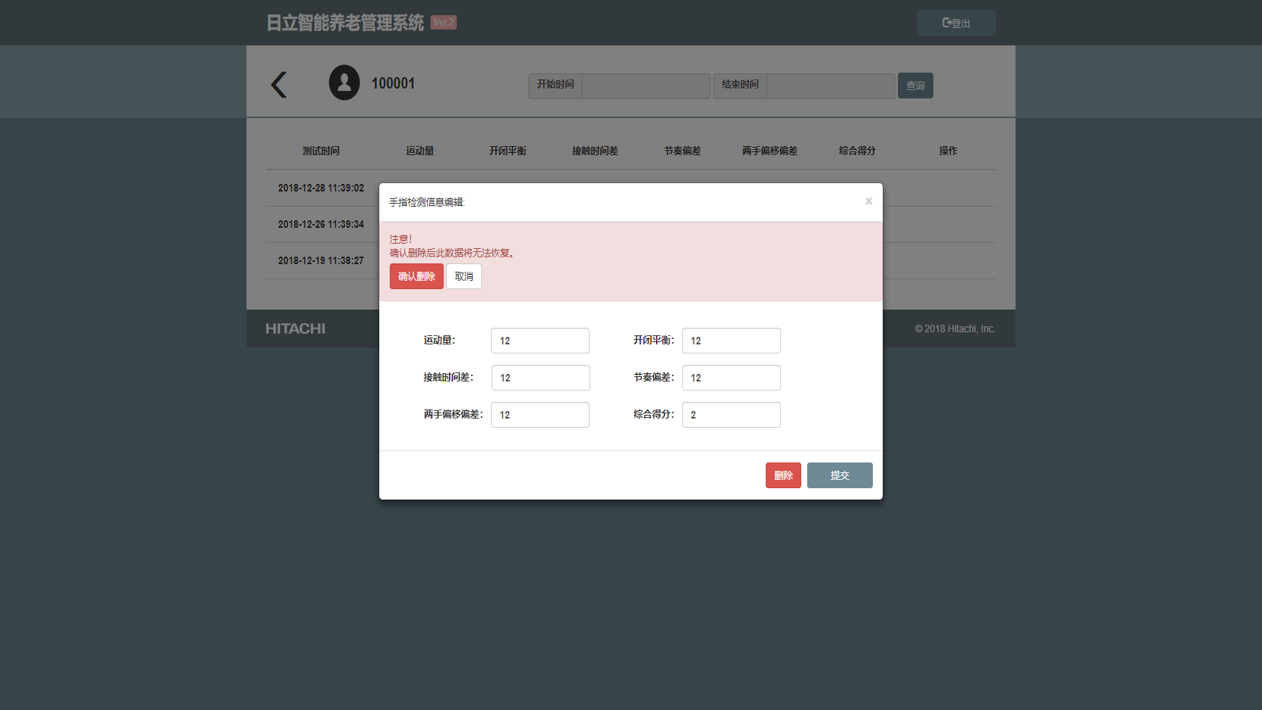 日立智能养老管理系统 Ver.2
登出
100001
开始时间
结束时间
查询
测试时间 运动量 开闭平衡 接触时间差 节奏偏差 两手偏移偏差 综合得分 操作
2018-12-28 11:39:02
2018-12-26 11:39:34
2018-12-19 11:38:27
手指检测信息编辑:
x
注意!
确认删除后此数据将无法恢复。
确认删除 取消
运动量: 12 开闭平衡: 12
接触时间差: 12 节奏偏差: 12
两手偏移偏差: 12 综合得分: 2
删除 提交
HITACHI
© 2018 Hitachi, Inc.